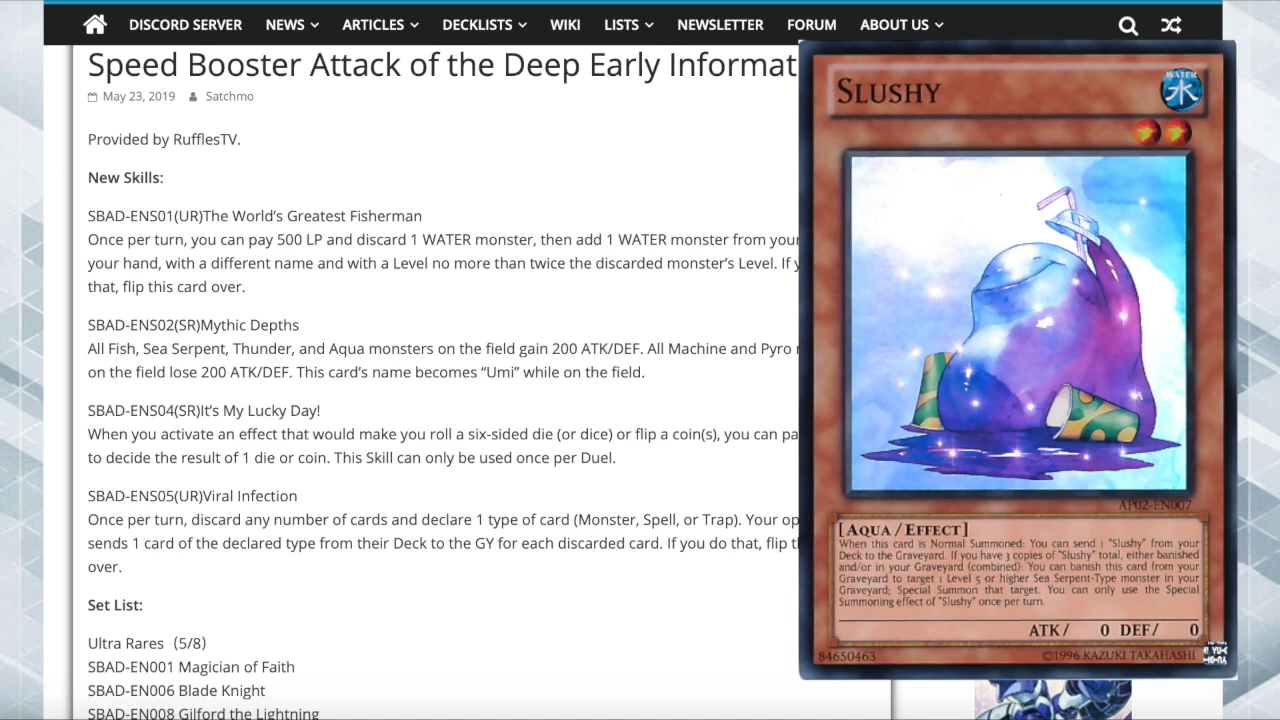 DISCORD SERVER NEWS ARTICLES DECKLISTS WIKI LISTS NEWSLETTER FORUM ABOUT US
Speed Booster Attack of the Deep Early Informat
May 23, 2019 Satchmo
Provided by RufflesTV.
New Skills:
SBAD-ENS01(UR)The World's Greatest Fisherman
Once per turn, you can pay 500 LP and discard 1 WATER monster, then add 1 WATER monster from your
your hand, with a different name and with a Level no more than twice the discarded monster's Level. If y
that, flip this card over.
SBAD-ENS02(SR)Mythic Depths
All Fish, Sea Serpent, Thunder, and Aqua monsters on the field gain 200 ATK/DEF. All Machine and Pyro
on the field lose 200 ATK/DEF. This card's name becomes “Umi” while on the field.
SBAD-ENS04(SR)It's My Lucky Day!
When you activate an effect that would make you roll a six-sided die (or dice) or flip a coin(s), you can pa
to decide the result of 1 die or coin. This Skill can only be used once per Duel.
SBAD-ENS05(UR)Viral Infection
Once per turn, discard any number of cards and declare 1 type of card (Monster, Spell, or Trap). Your op
sends 1 card of the declared type from their Deck to the GY for each discarded card. If you do that, flip th
over.
Set List:
Ultra Rares（5/8)
SBAD-EN001 Magician of Faith
SBAD-EN006 Blade Knight
SBAD-EN008 Gilford the Lightning
SLUSHY
WATER
水
AP02-EN007
[AQUA/EFFECT]
When this card is Normal Summoned: You can send 1 "Slushy" from your
Deck to the Graveyard. If you have 3 copies of "Slushy" total, either banished
and/or in your Graveyard (combined): You can banish this card from your
Graveyard to target 1 Level 5 or higher Sea Serpent-Type monster in your
Graveyard; Special Summon that target. You can only use the Special
Summoning effect of "Slushy" once per turn.
ATK/ 0 DEF/ 0
84650463 ©1996 KAZUKI TAKAHASHI